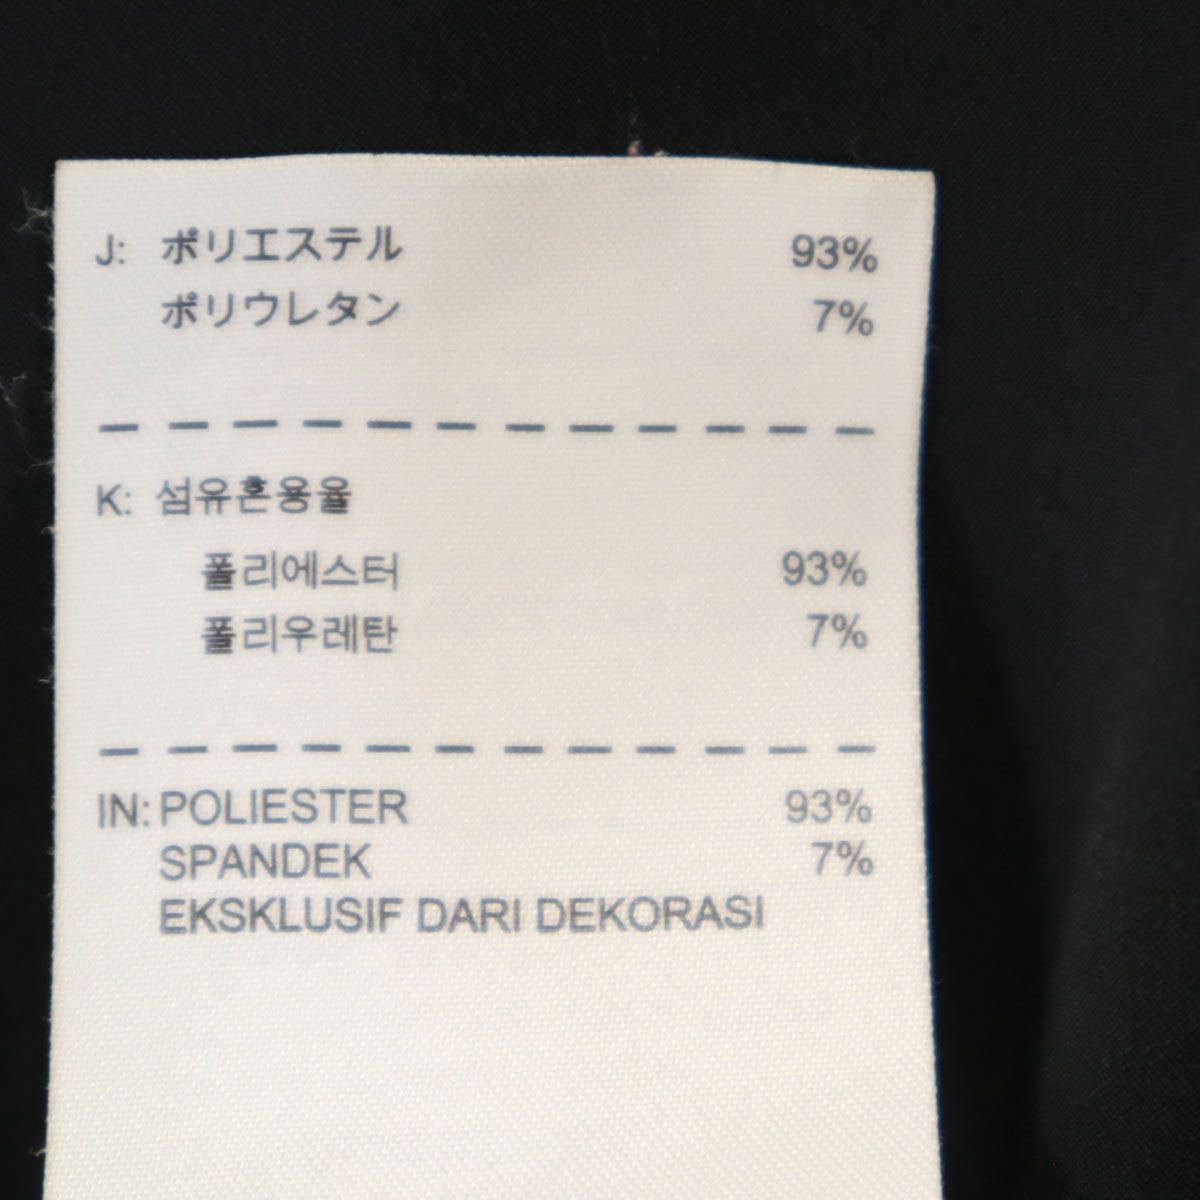 J: ポリエステル 93%
ポリウレタン 7%
K: 섬유혼용율
폴리에스터 93%
폴리우레탄 7%
IN: POLIESTER 93%
SPANDEK 7%
EKSKLUSIF DARI DEKORASI